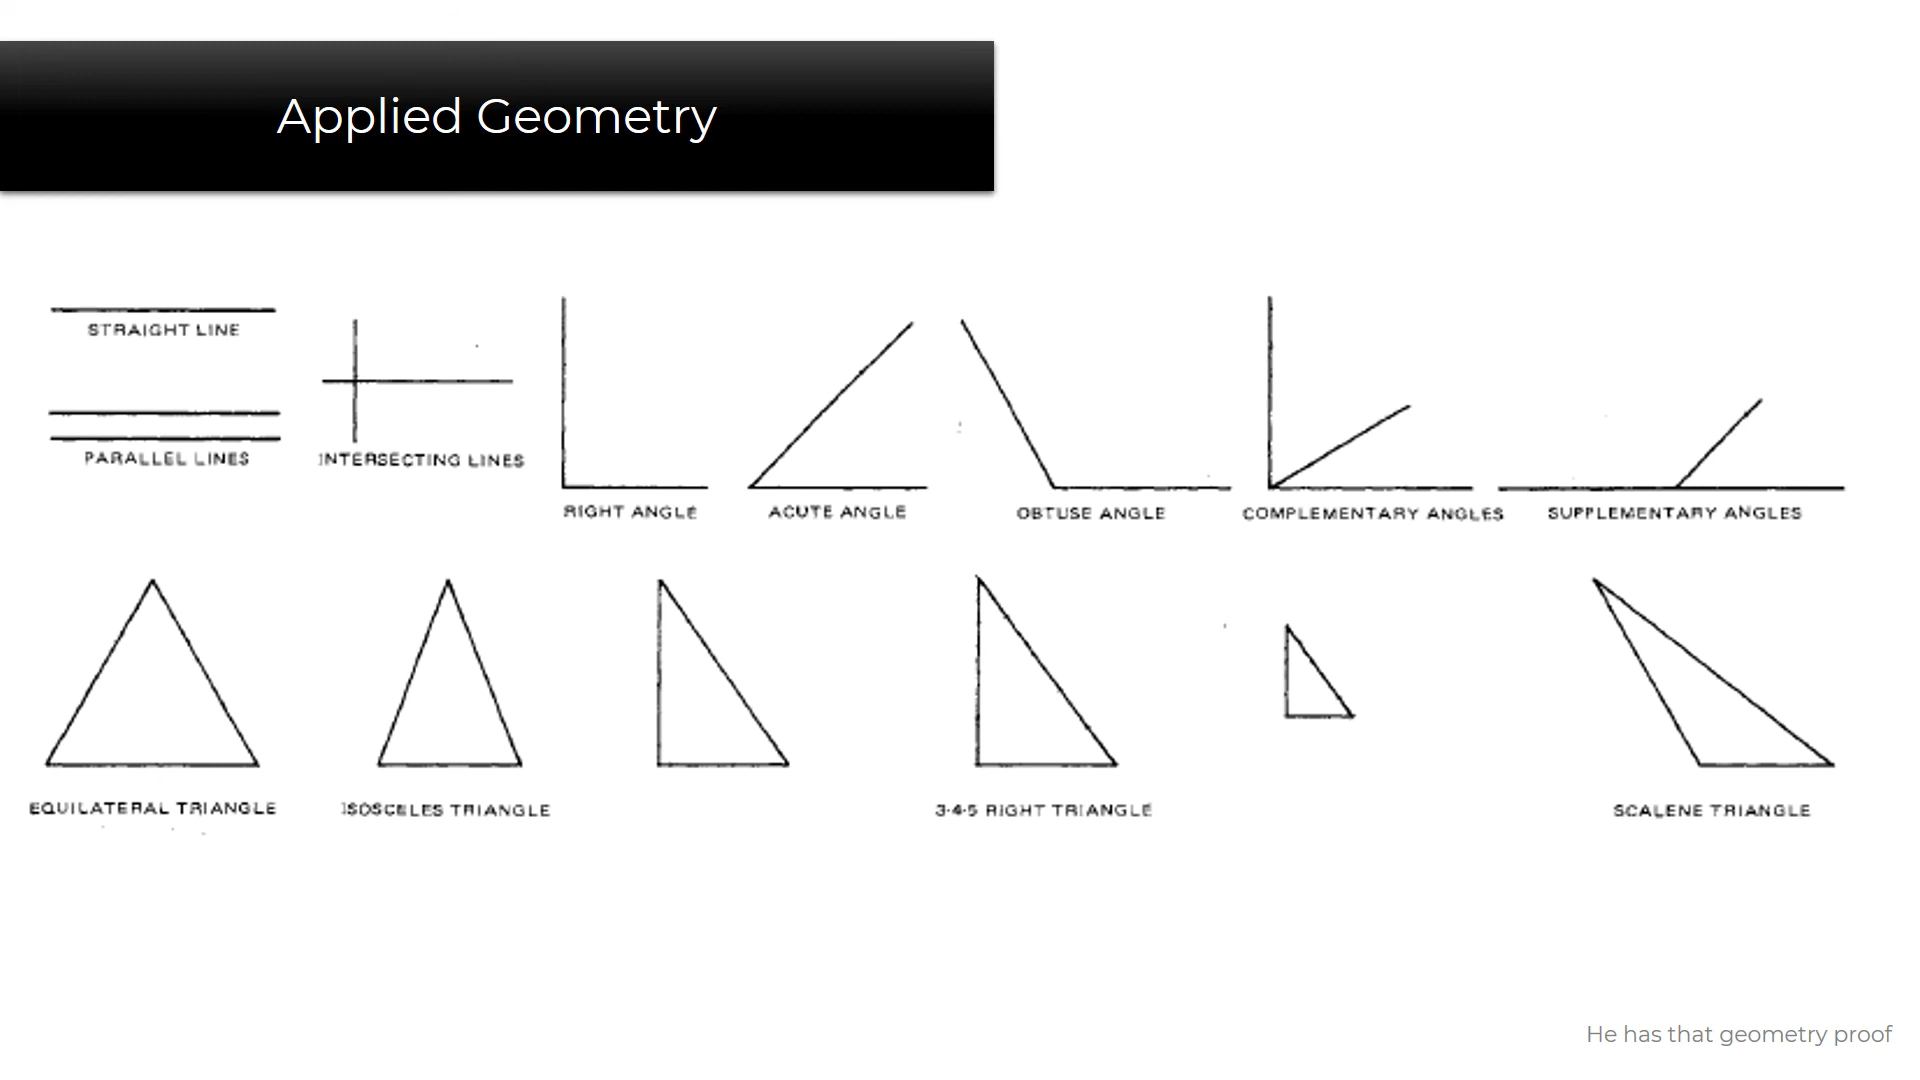 Applied Geometry
STRAIGHT LINE
PARALLEL LINES
INTERSECTING LINES
RIGHT ANGLE
ACUTE ANGLE
OBTUSE ANGLE
COMPLEMENTARY ANGLES
SUPPLEMENTARY ANGLES
EQUILATERAL TRIANGLE
ISOSCELES TRIANGLE
3-4-5 RIGHT TRIANGLE
SCALENE TRIANGLE
He has that geometry proof